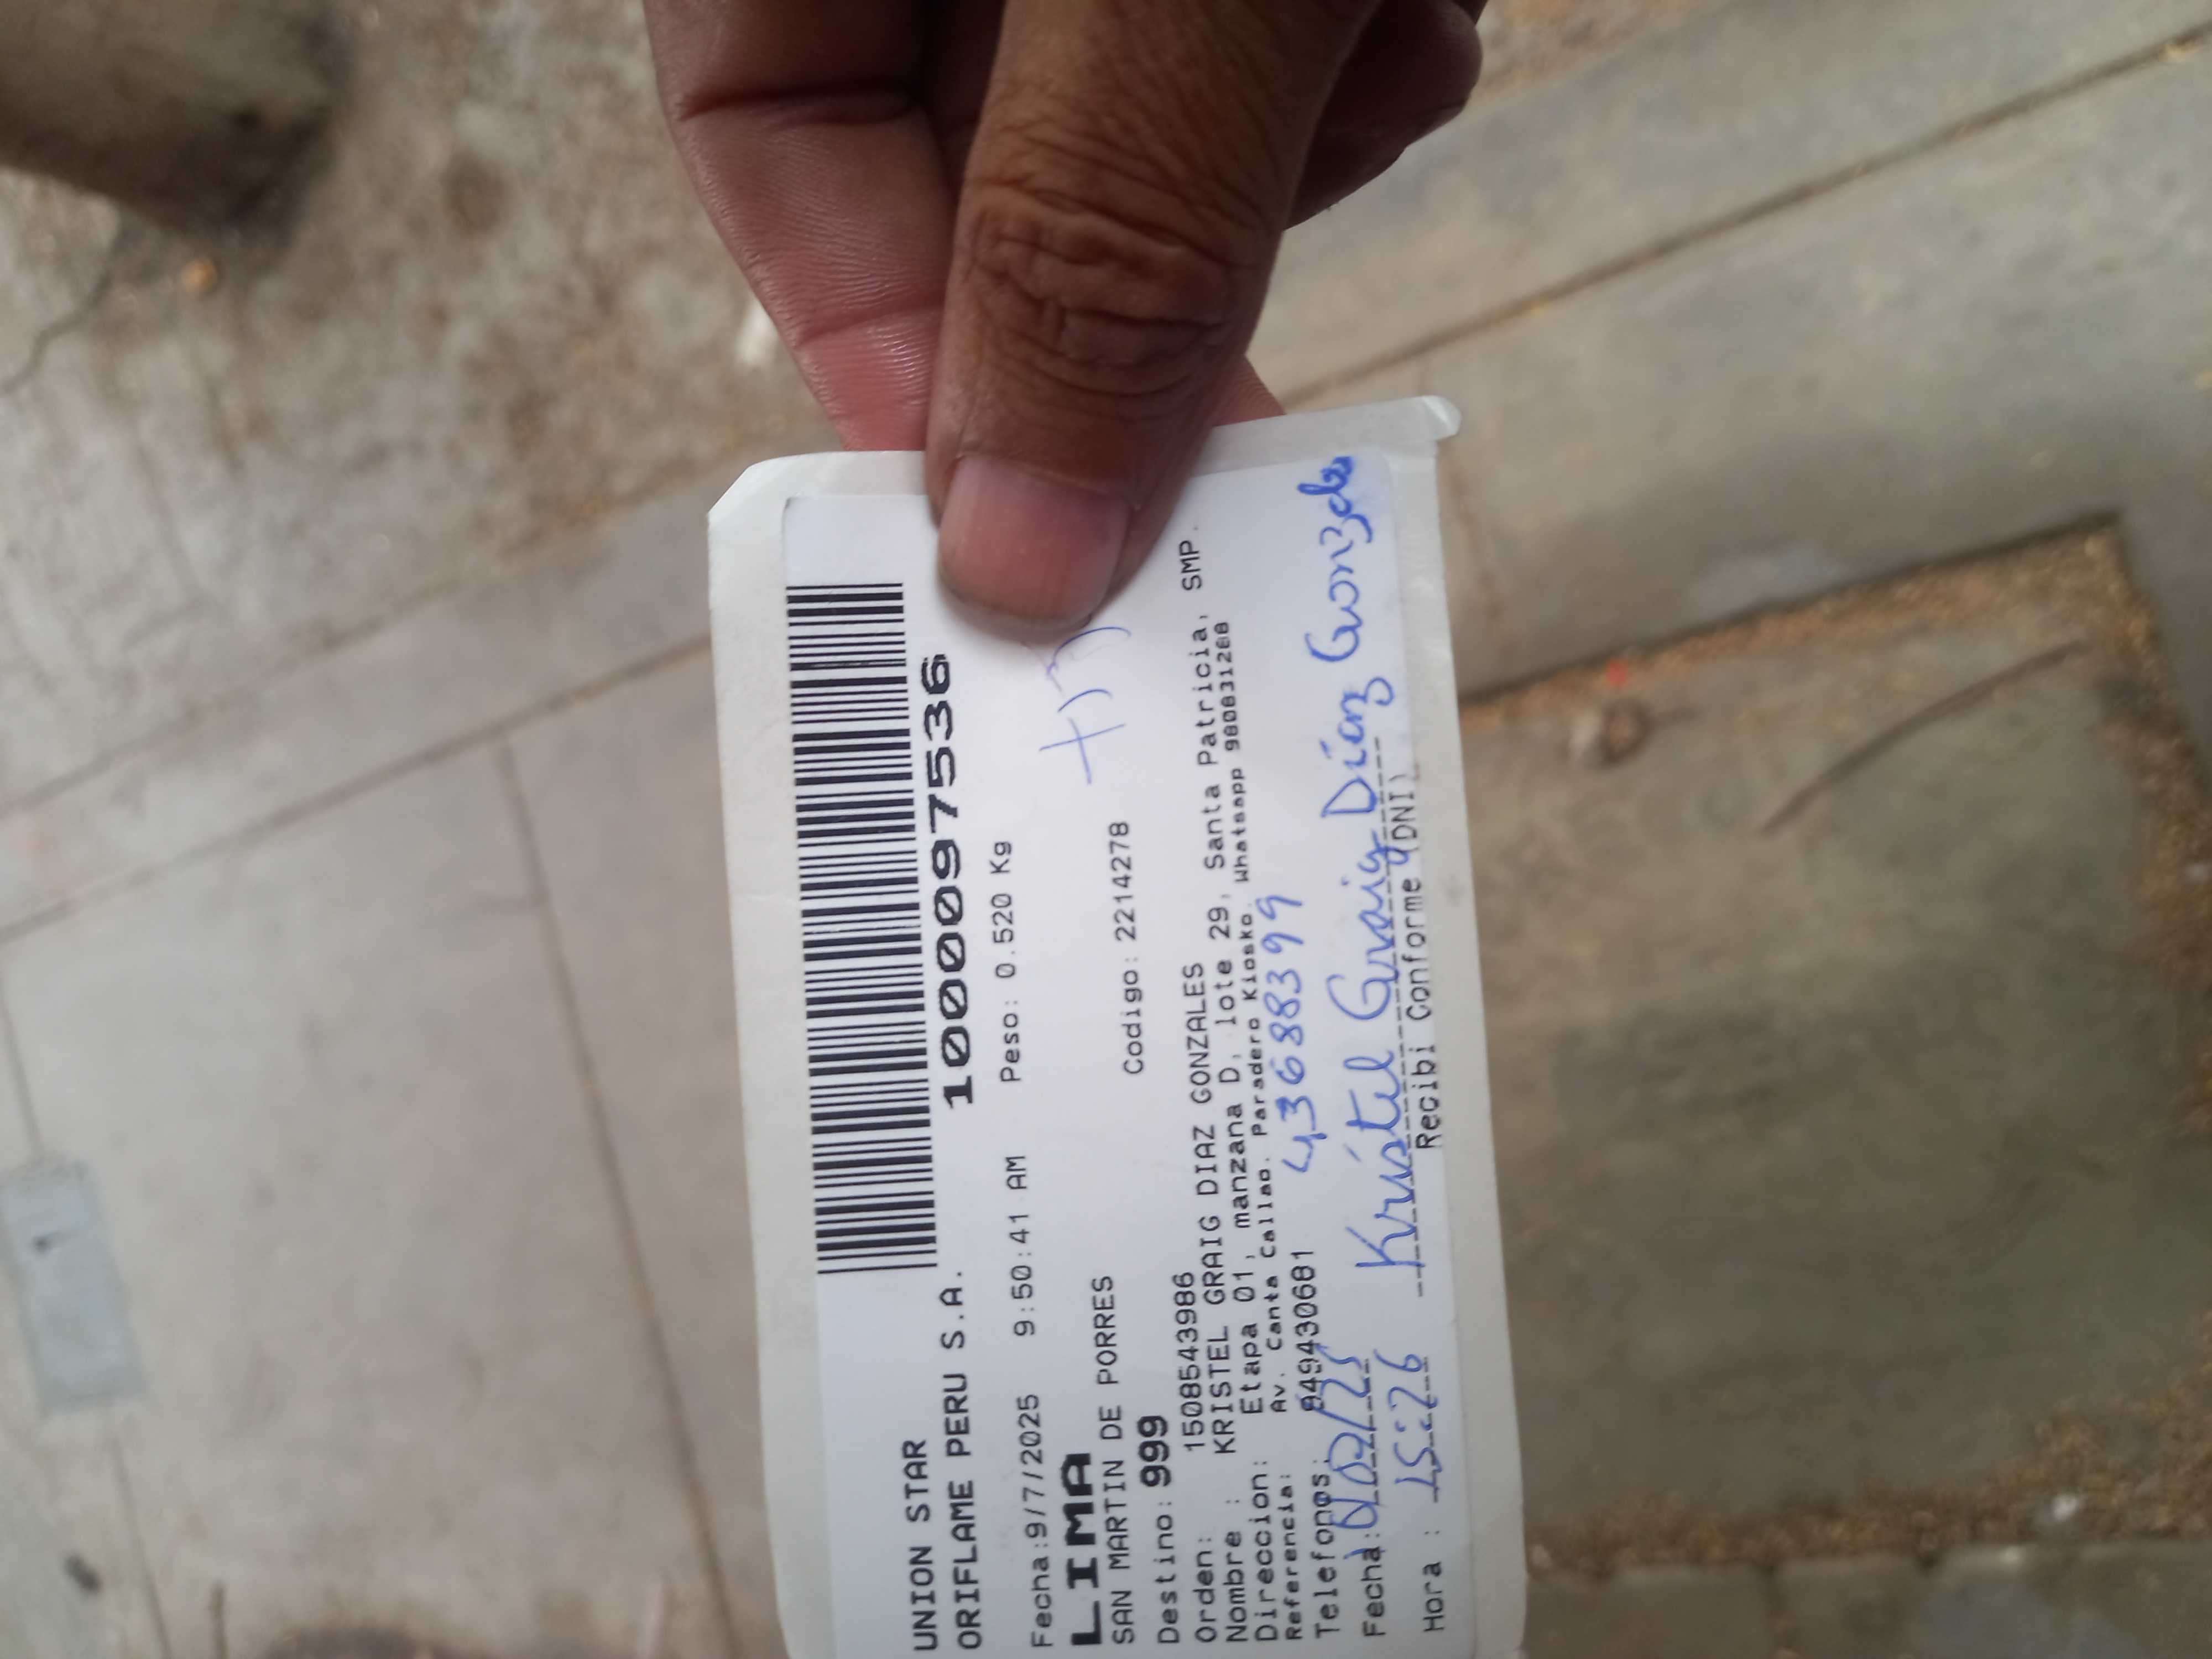 UNION STAR
ORIFLAME PERU S.A.
1000097536
Fecha:9/7/2025 9:50:41 AM Peso: 0.520 Kg
LIMA
SAN MARTIN DE PORRES
Destino: 999 Codigo: 2214278
Orden: 1508543986
Nombre : KRISTEL GRAIG DIAZ GONZALES
Direccion: Etapa 01, manzana D, lote 29, Santa Patricia, SMP.
Referencia: Av. Canta Callao. Paradero Kiosko. Whatsapp 980831288
Telefonos: 949430681 43688399
Fecha: Kristel Graig Díaz Gonzales
Hora : 15:26 Recibi Conforme (DNI)